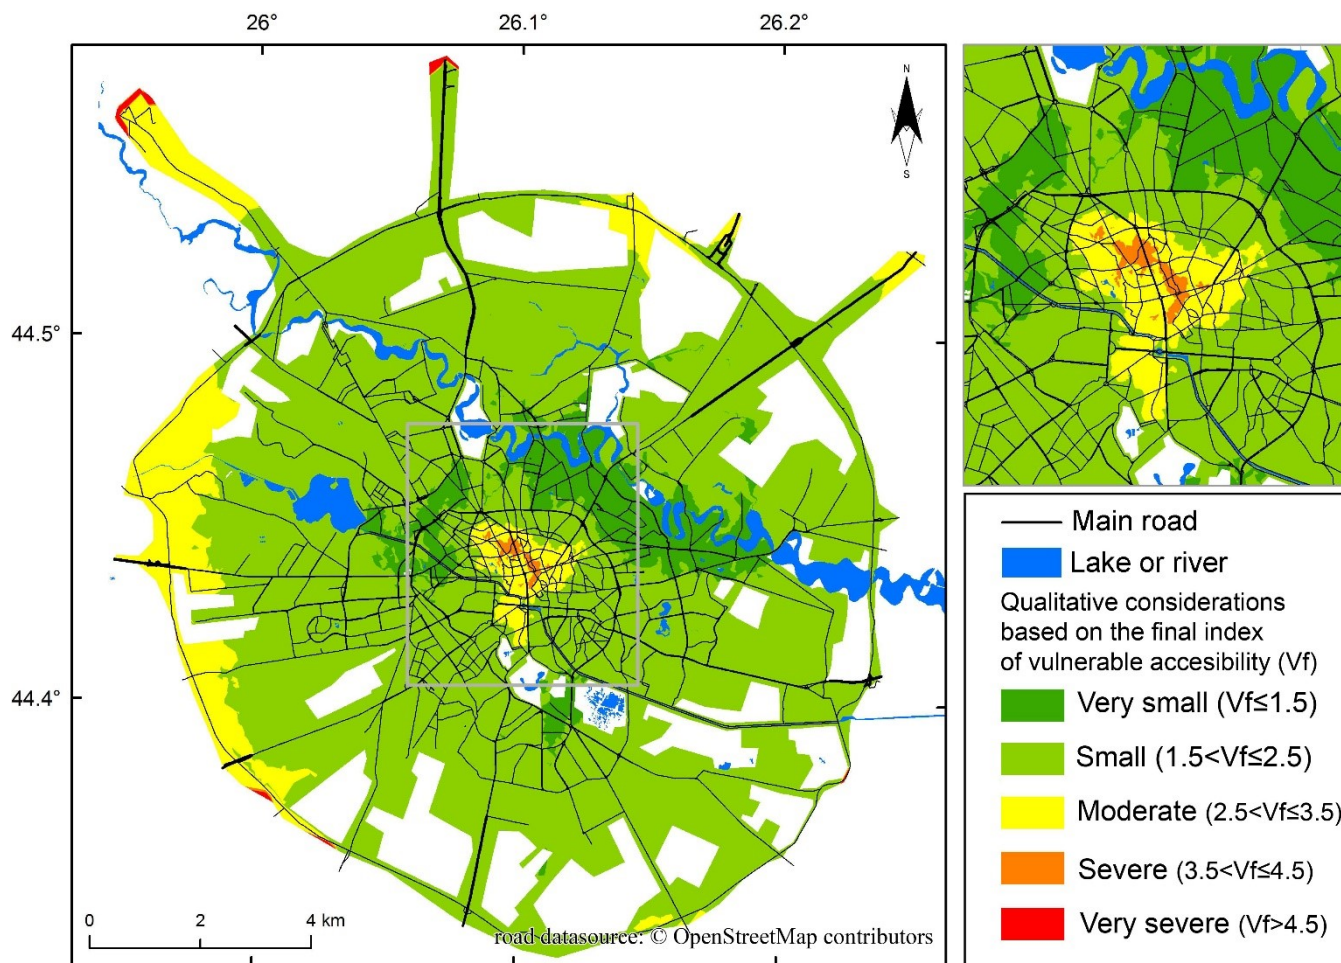 26°
26.1°
26.2°
44.5°
44.4°
N
S
0
2
4 km
road datasource: © OpenStreetMap contributors
Main road
Lake or river
Qualitative considerations
based on the final index
of vulnerable accesibility (Vf)
Very small (Vf≤1.5)
Small (1.5<Vf≤2.5)
Moderate (2.5<Vf≤3.5)
Severe (3.5<Vf≤4.5)
Very severe (Vf>4.5)